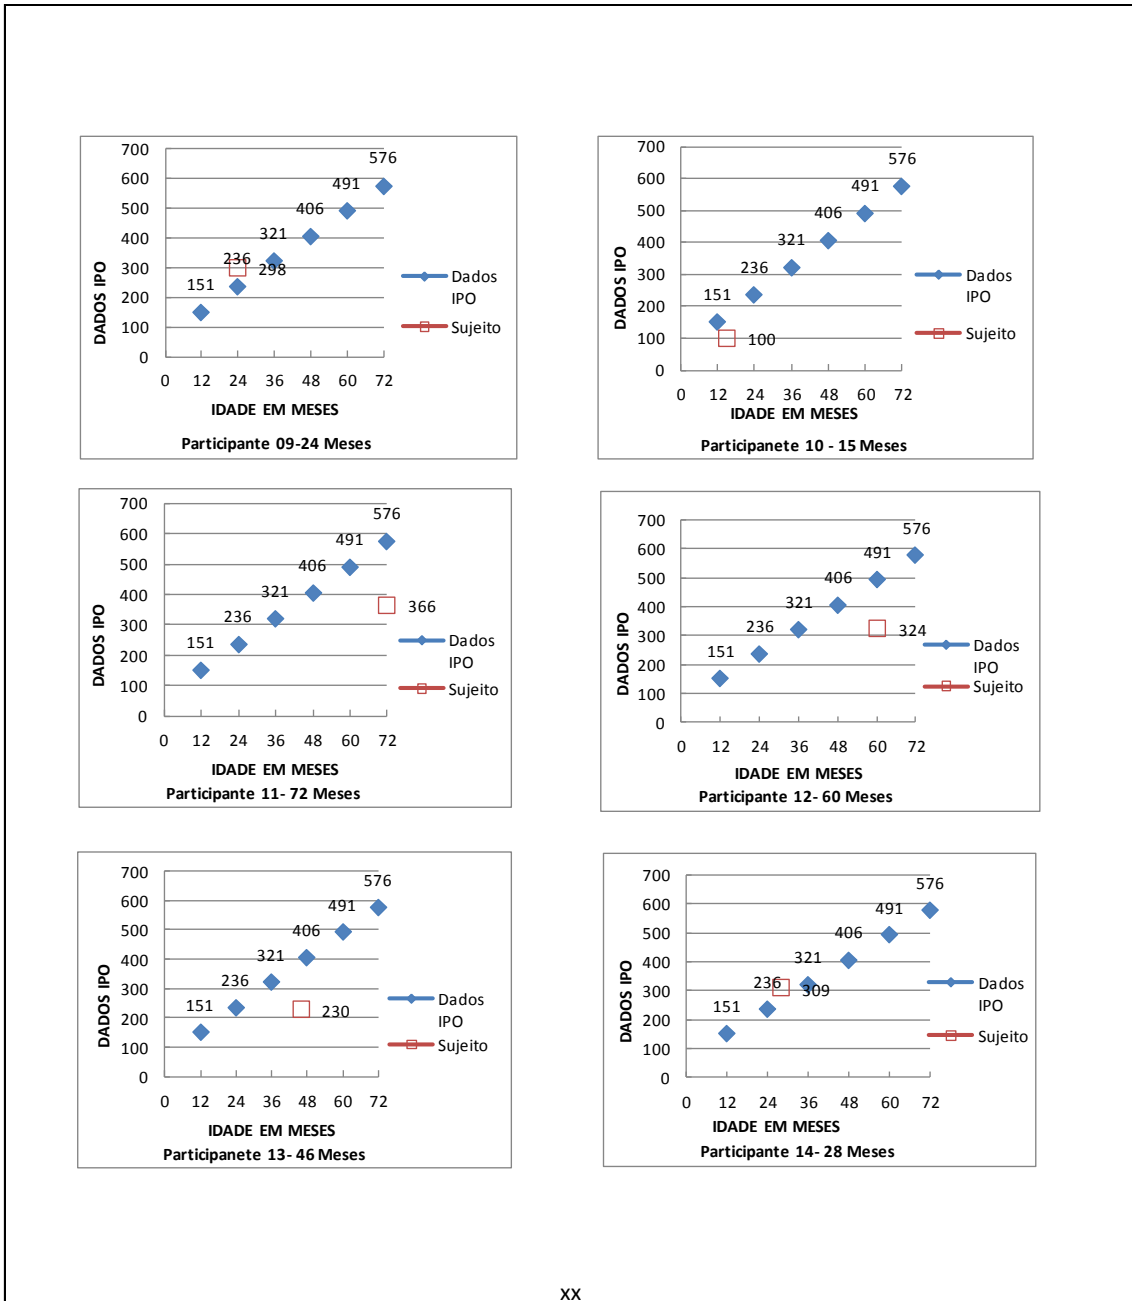 700
600
500
400
300
200
100
0
DADOS IPO
576
491
406
321
236
298
151
0 12 24 36 48 60 72
IDADE EM MESES
Dados
IPO
Sujeito
Participante 09-24 Meses
700
600
500
400
300
200
100
0
DADOS IPO
576
491
406
321
236
151
100
0 12 24 36 48 60 72
IDADE EM MESES
Dados
IPO
Sujeito
Participanete 10 - 15 Meses
700
600
500
400
300
200
100
0
DADOS IPO
576
491
406
321
236
151
366
0 12 24 36 48 60 72
IDADE EM MESES
Dados
IPO
Sujeito
Participante 11- 72 Meses
700
600
500
400
300
200
100
0
DADOS IPO
576
491
406
321
236
151
324
0 12 24 36 48 60 72
IDADE EM MESES
Dados
IPO
Sujeito
Participante 12- 60 Meses
700
600
500
400
300
200
100
0
DADOS IPO
576
491
406
321
236
151
230
0 12 24 36 48 60 72
IDADE EM MESES
Dados
IPO
Sujeito
Participanete 13- 46 Meses
700
600
500
400
300
200
100
0
DADOS IPO
576
491
406
321
236
309
151
0 12 24 36 48 60 72
IDADE EM MESES
Dados
IPO
Sujeito
Participante 14- 28 Meses
xx